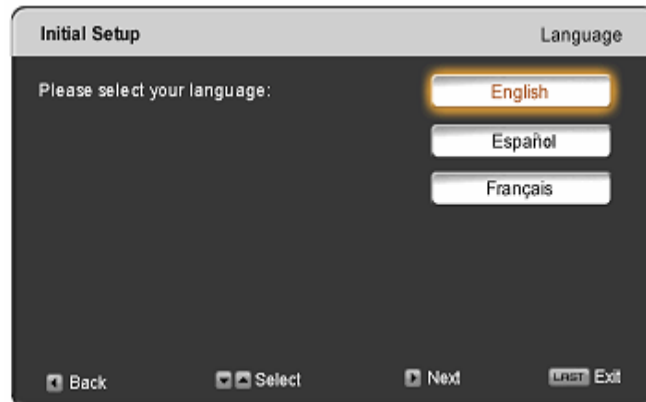 Initial Setup Language
Please select your language: English
Español
Français
Back Select Next LAST Exit